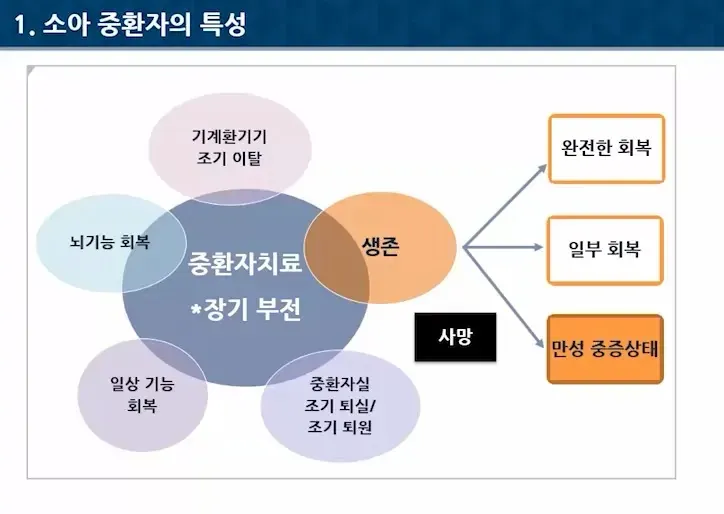 1. 소아 중환자의 특성
기계환기기
조기 이탈
뇌기능 회복
중환자치료
*장기 부전
생존
일상 기능
회복
중환자실
조기 퇴실/
조기 퇴원
사망
완전한 회복
일부 회복
만성 중증상태